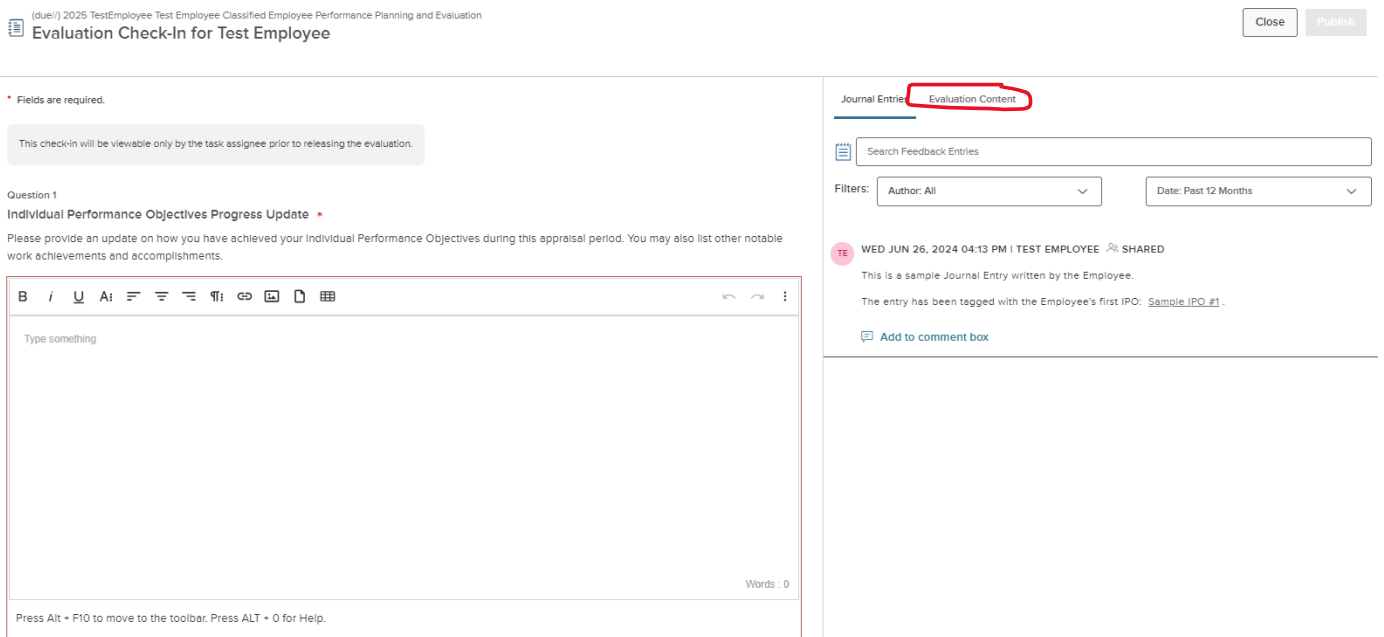 (due//) 2025 TestEmployee Test Employee Classified Employee Performance Planning and Evaluation
Evaluation Check-In for Test Employee
Close
Publish
* Fields are required.
This check-in will be viewable only by the task assignee prior to releasing the evaluation.
Question 1
Individual Performance Objectives Progress Update *
Please provide an update on how you have achieved your Individual Performance Objectives during this appraisal period. You may also list other notable
work achievements and accomplishments.
B i U A
Type something
Words : 0
Press Alt + F10 to move to the toolbar. Press ALT + 0 for Help.
Journal Entries
Evaluation Content
Search Feedback Entries
Filters:
Author: All
Date: Past 12 Months
TE
WED JUN 26, 2024 04:13 PM | TEST EMPLOYEE SHARED
This is a sample Journal Entry written by the Employee.
The entry has been tagged with the Employee's first IPO: Sample IPO #1 .
Add to comment box